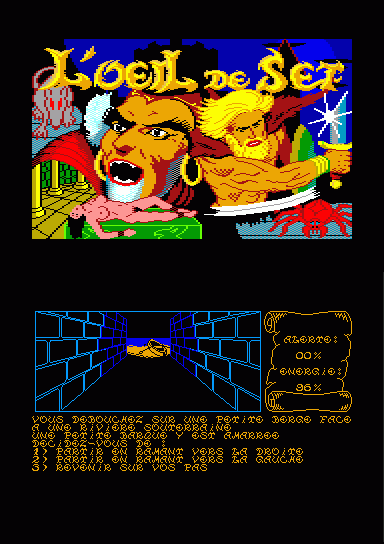 L'OEIL DE SET
ALERTE:
00%
ENERGIE:
96%
VOUS DEBOUCHEZ SUR UNE PETITE BERGE FACE
A UNE RIVIERE SOUTERRAINE
UNE PETITE BARQUE Y EST AMARREE
DECIDEZ-VOUS DE :
1> PARTIR EN RAMANT VERS LA DROITE
2> PARTIR EN RAMANT VERS LA GAUCHE
3> REVENIR SUR VOS PAS